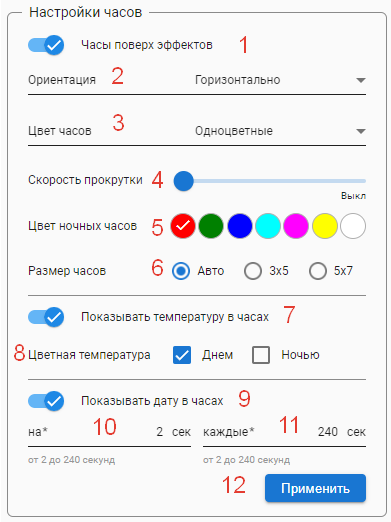 Настройки часов
Часы поверх эффектов 1
Ориентация 2 Горизонтально
Цвет часов 3 Одноцветные
Скорость прокрутки 4
Выкл
Цвет ночных часов 5
Размер часов 6 Авто 3x5 5x7
Показывать температуру в часах 7
8 Цветная температура Днем Ночью
Показывать дату в часах 9
на* 10 2 сек каждые* 11 240 сек
от 2 до 240 секунд от 2 до 240 секунд
12 Применить